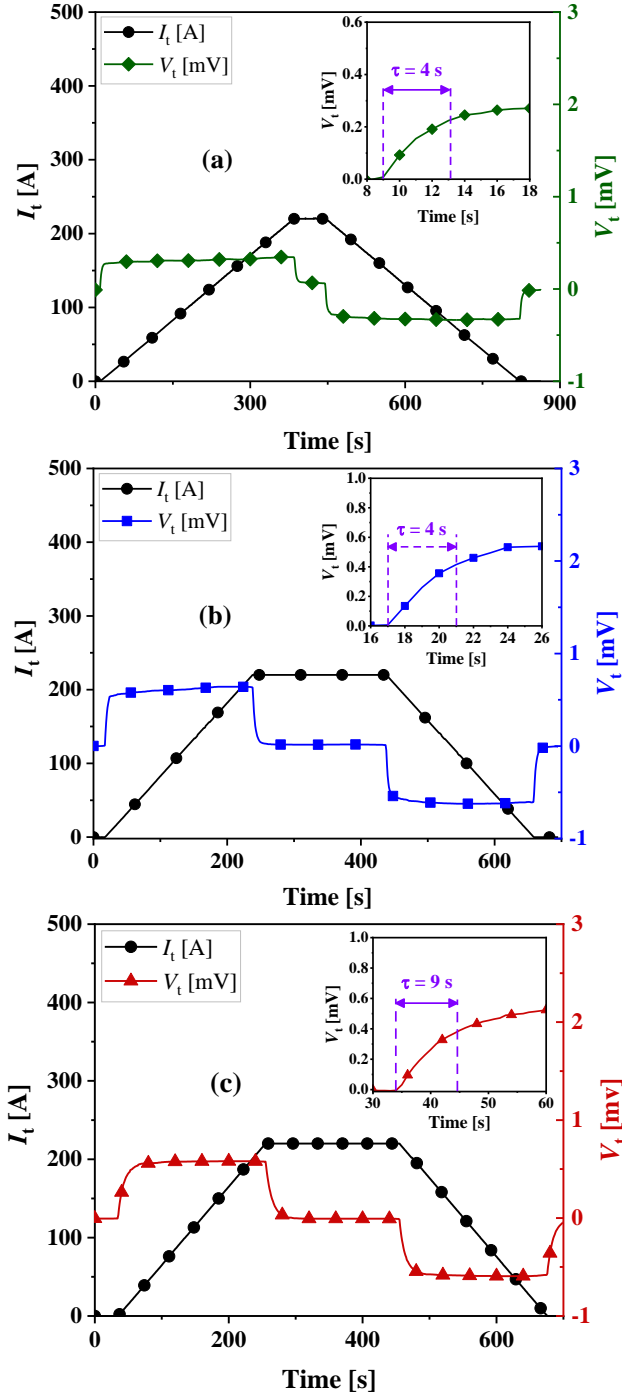 I_t [A]
V_t [mV]
(a)
500
400
300
200
100
0
I_t [A]
3
2
1
0
-1
V_t [mV]
0
300
600
900
Time [s]
0.6
0.4
0.2
0.0
V_t [mV]
8
10
12
14
16
18
Time [s]
τ = 4 s
I_t [A]
V_t [mV]
(b)
500
400
300
200
100
0
I_t [A]
3
2
1
0
-1
V_t [mV]
0
200
400
600
Time [s]
1.0
0.8
0.6
0.4
0.2
0.0
V_t [mV]
16
18
20
22
24
26
Time [s]
τ = 4 s
I_t [A]
V_t [mV]
(c)
500
400
300
200
100
0
I_t [A]
3
2
1
0
-1
V_t [mv]
0
200
400
600
Time [s]
1.0
0.8
0.6
0.4
0.2
0.0
V_t [mV]
30
40
50
60
Time [s]
τ = 9 s